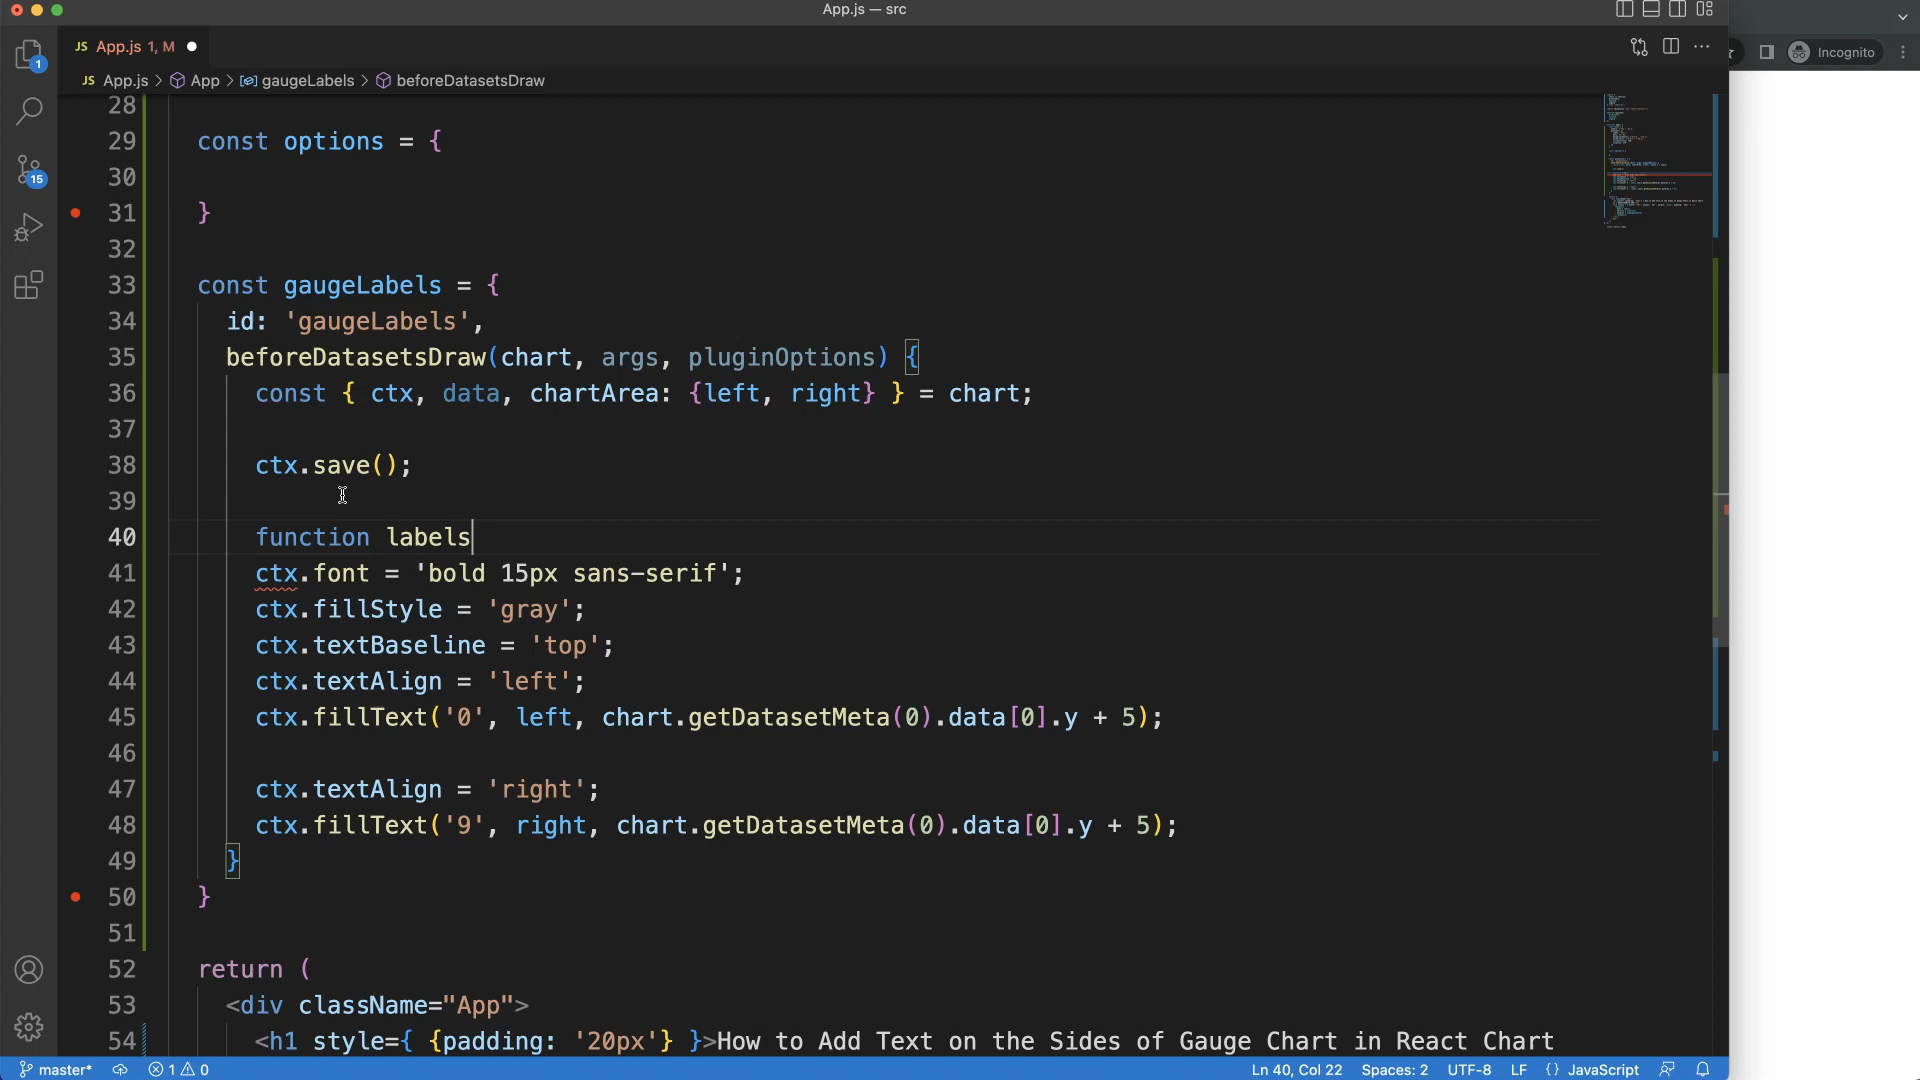 App.js — src
JS App.js 1, M
Incognito
JS App.js > App > gaugeLabels > beforeDatasetsDraw
1
15
28
29 const options = {
30
31 }
32
33 const gaugeLabels = {
34 id: 'gaugeLabels',
35 beforeDatasetsDraw(chart, args, pluginOptions) {
36 const { ctx, data, chartArea: {left, right} } = chart;
37
38 ctx.save();
39
40 function labels
41 ctx.font = 'bold 15px sans-serif';
42 ctx.fillStyle = 'gray';
43 ctx.textBaseline = 'top';
44 ctx.textAlign = 'left';
45 ctx.fillText('0', left, chart.getDatasetMeta(0).data[0].y + 5);
46
47 ctx.textAlign = 'right';
48 ctx.fillText('9', right, chart.getDatasetMeta(0).data[0].y + 5);
49 }
50 }
51
52 return (
53 <div className="App">
54 <h1 style={ {padding: '20px'} }>How to Add Text on the Sides of Gauge Chart in React Chart
master* 1 0 Ln 40, Col 22 Spaces: 2 UTF-8 LF {} JavaScript